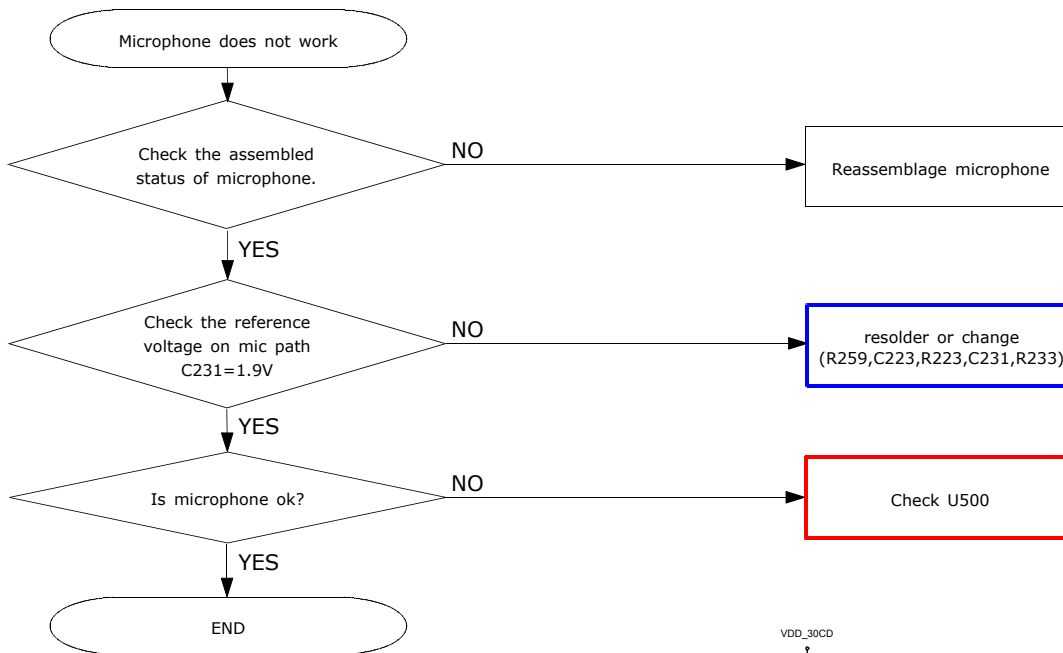 Microphone does not work
Check the assembled
status of microphone.
NO
Reassemblage microphone
YES
Check the reference
voltage on mic path
C231=1.9V
NO
resolder or change
(R259,C223,R223,C231,R233)
YES
Is microphone ok?
NO
Check U500
YES
END
VDD_30CD